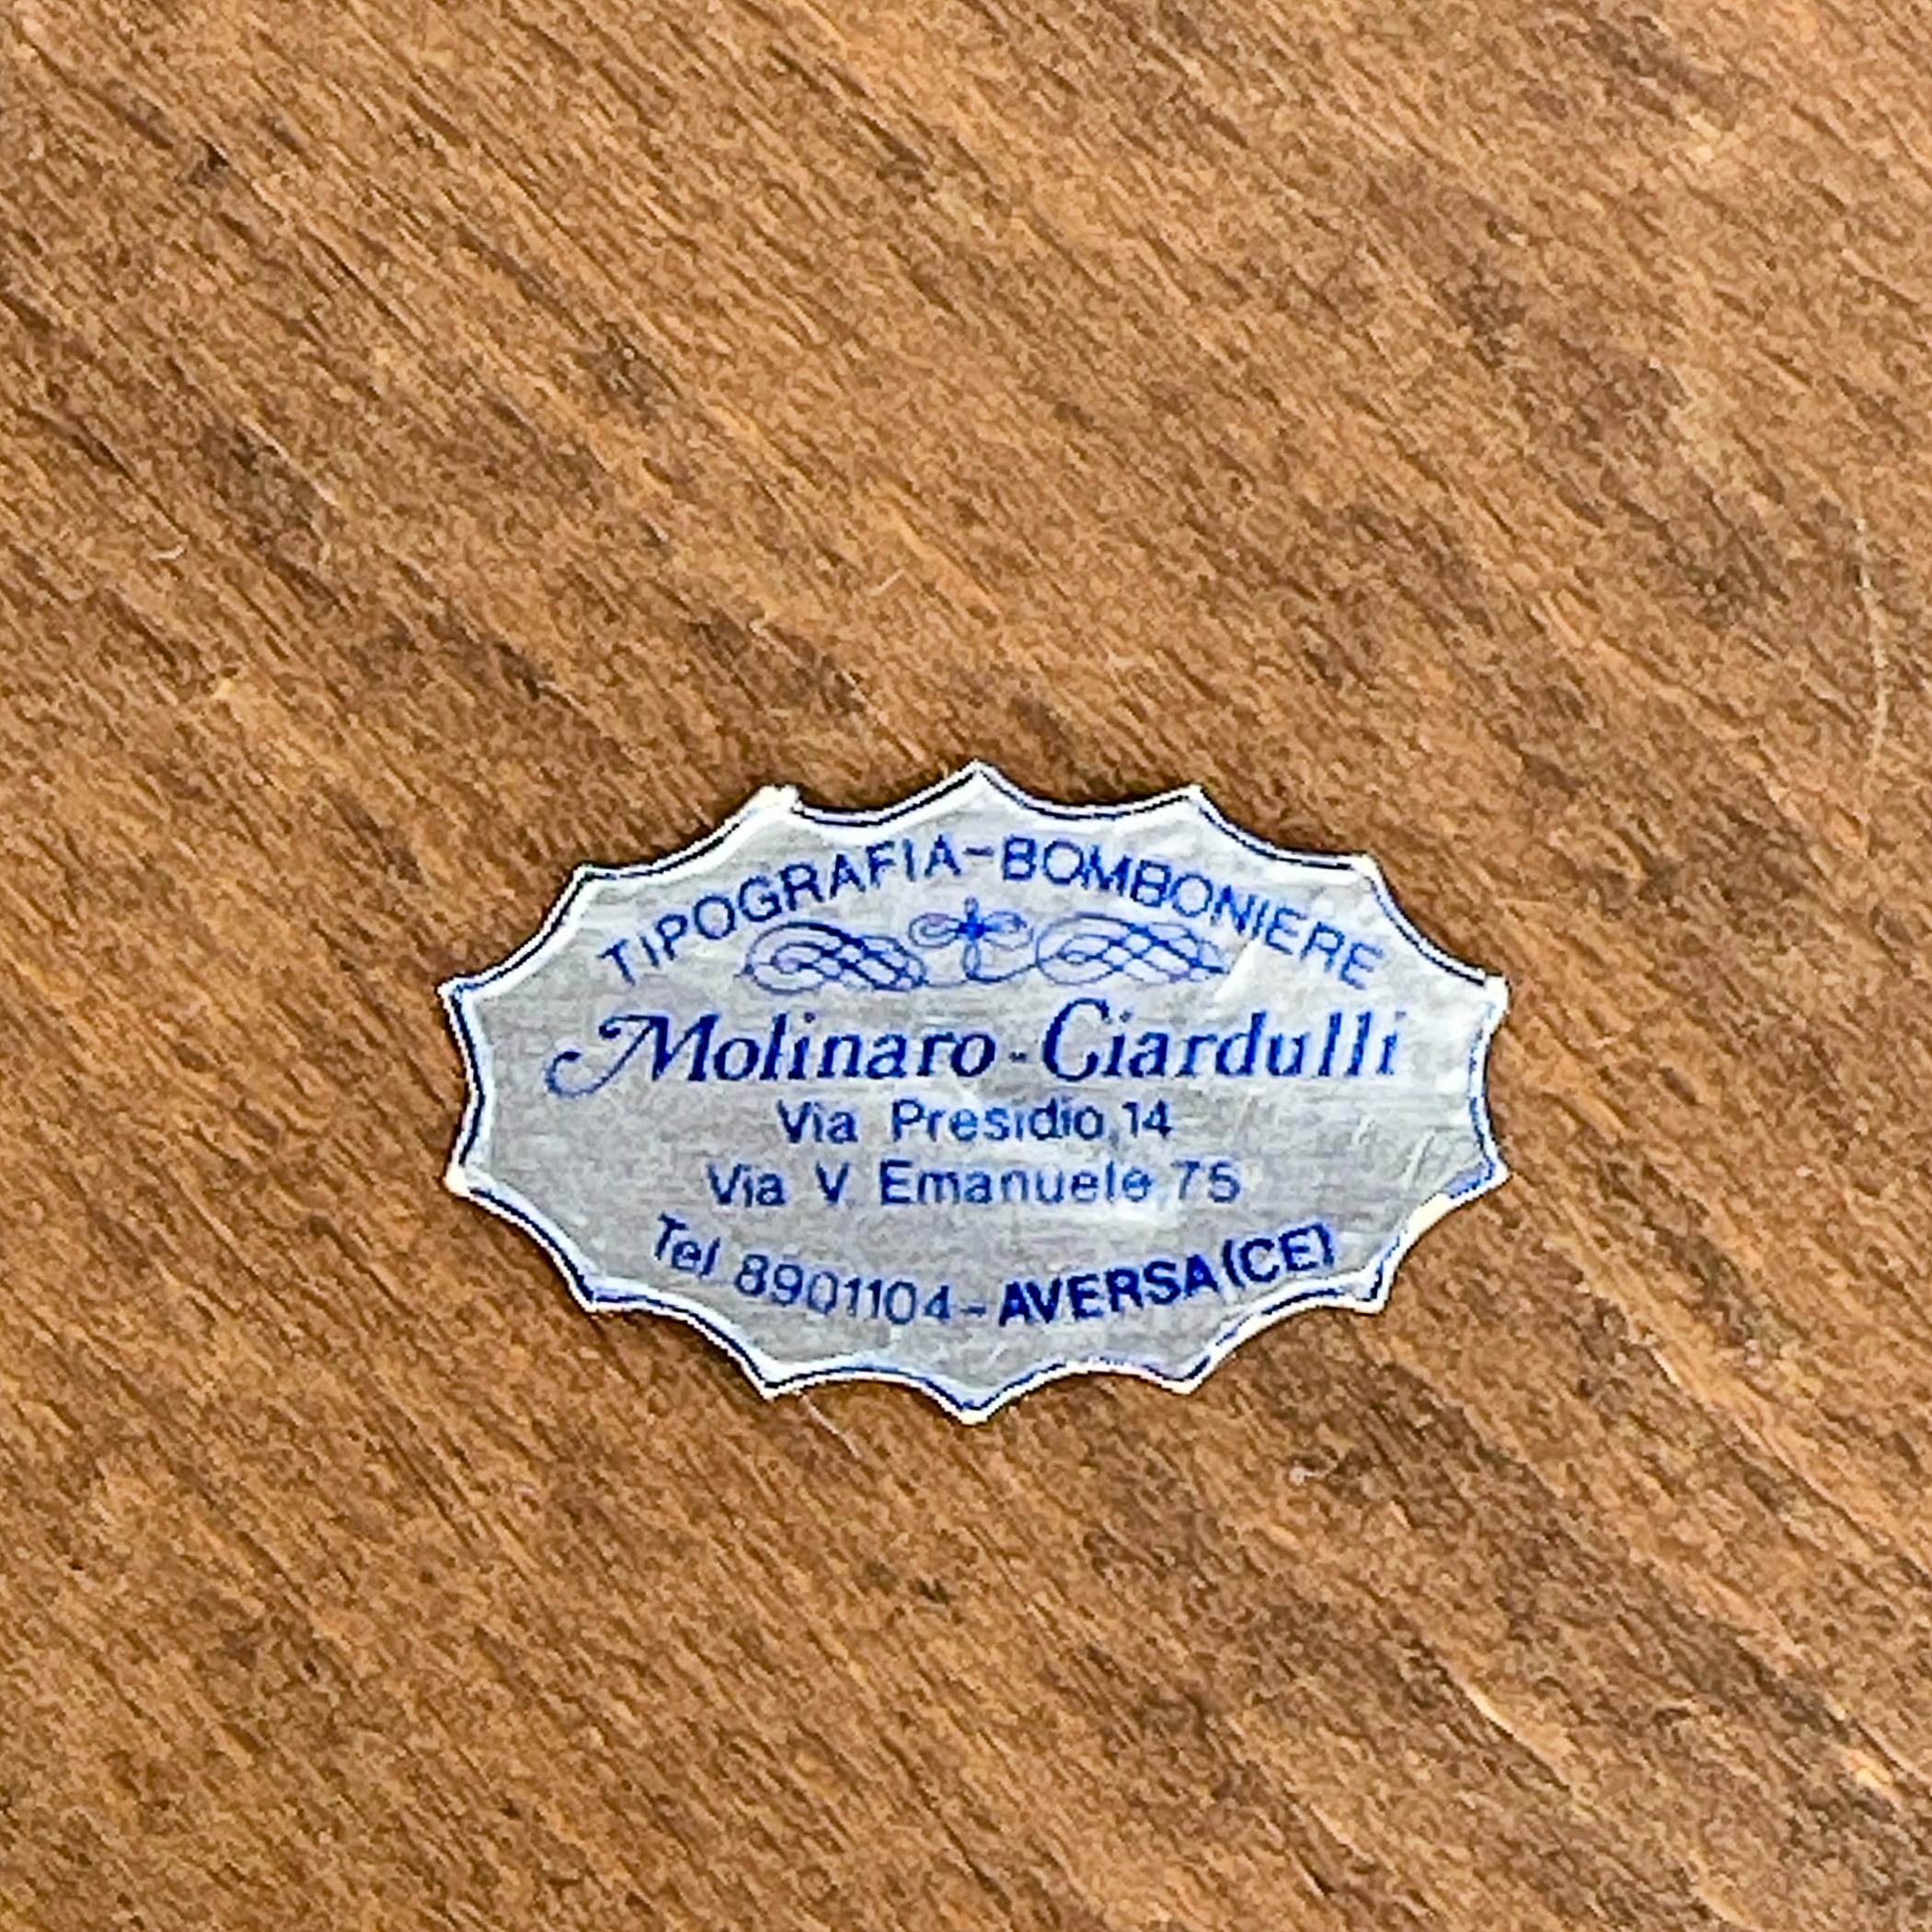 TIPOGRAFIA-BOMBONIERE
Molinaro - Ciardulli
Via Presidio, 14
Via V. Emanuele, 75
Tel. 8901104-AVERSA (CE)